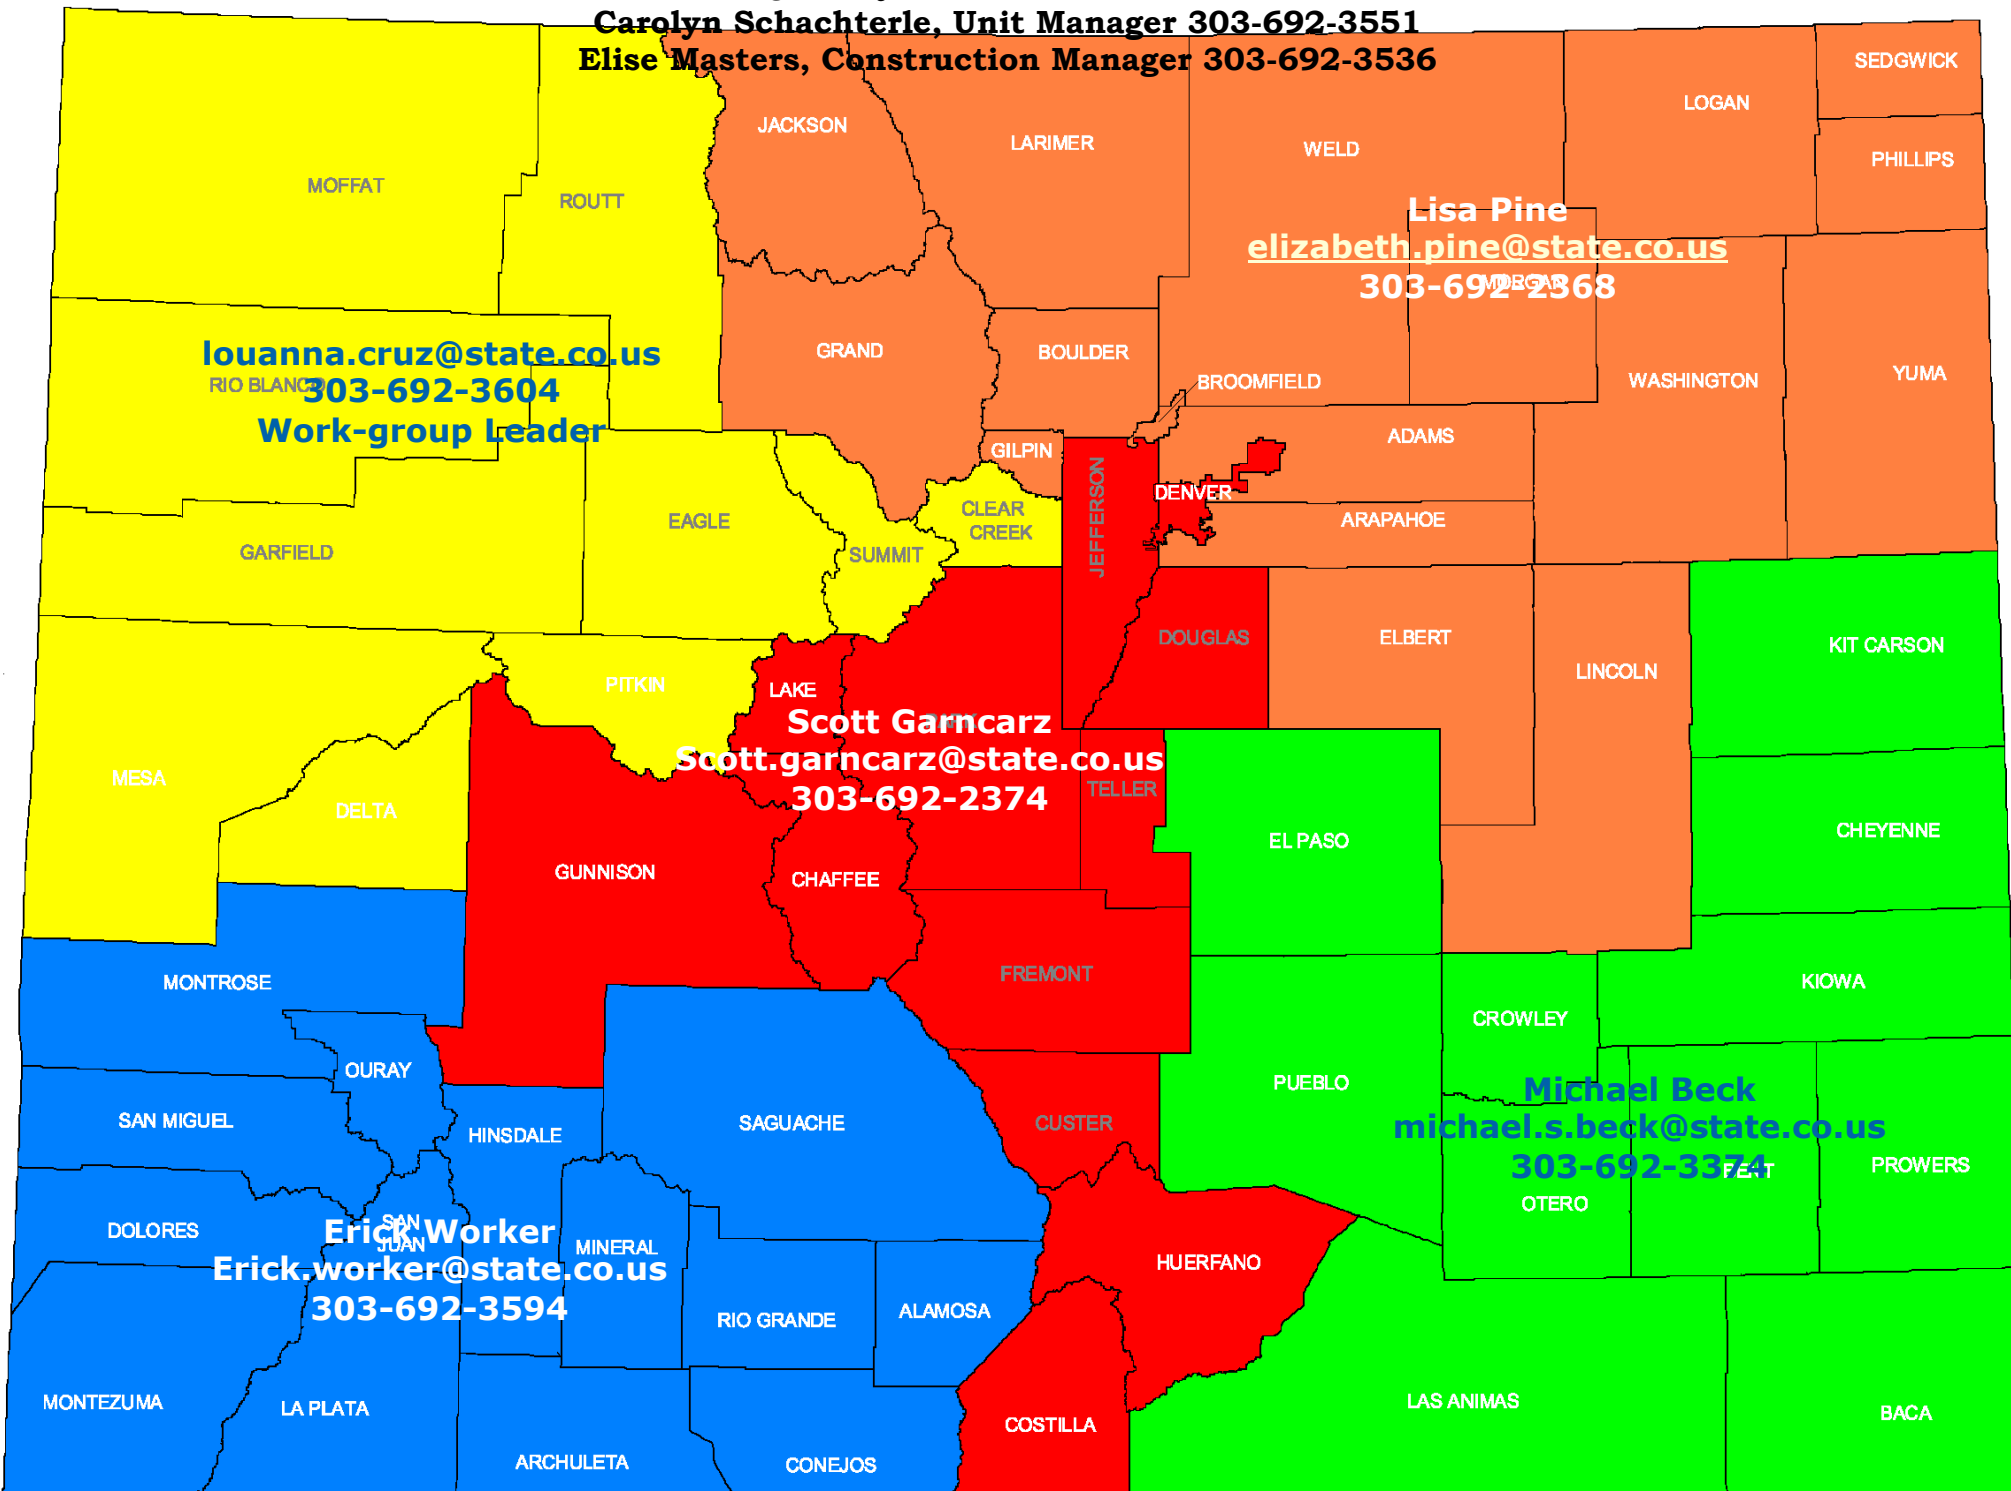 Carolyn Schachterle, Unit Manager 303-692-3551
Elise Masters, Construction Manager 303-692-3536
SEDGWICK
LOGAN
JACKSON
LARIMER
WELD
PHILLIPS
MOFFAT
ROUTT
Lisa Pine
elizabeth.pine@state.co.us
303-692-2368
MORGAN
louanna.cruz@state.co.us
RIO BLANCO
303-692-3604
Work-group Leader
GRAND
BOULDER
BROOMFIELD
WASHINGTON
YUMA
GILPIN
ADAMS
JEFFERSON
DENVER
CLEAR
CREEK
ARAPAHOE
EAGLE
SUMMIT
GARFIELD
DOUGLAS
ELBERT
LINCOLN
KIT CARSON
PITKIN
LAKE
Scott Garncarz
Scott.garncarz@state.co.us
303-692-2374
MESA
DELTA
TELLER
EL PASO
CHEYENNE
GUNNISON
CHAFFEE
FREMONT
MONTROSE
KIOWA
CROWLEY
OURAY
PUEBLO
Michael Beck
michael.s.beck@state.co.us
303-692-3374
BENT
SAN MIGUEL
HINSDALE
SAGUACHE
CUSTER
PROWERS
OTERO
DOLORES
SAN
JUAN
Erick Worker
Erick.worker@state.co.us
303-692-3594
MINERAL
HUERFANO
RIO GRANDE
ALAMOSA
MONTEZUMA
LA PLATA
COSTILLA
LAS ANIMAS
BACA
ARCHULETA
CONEJOS